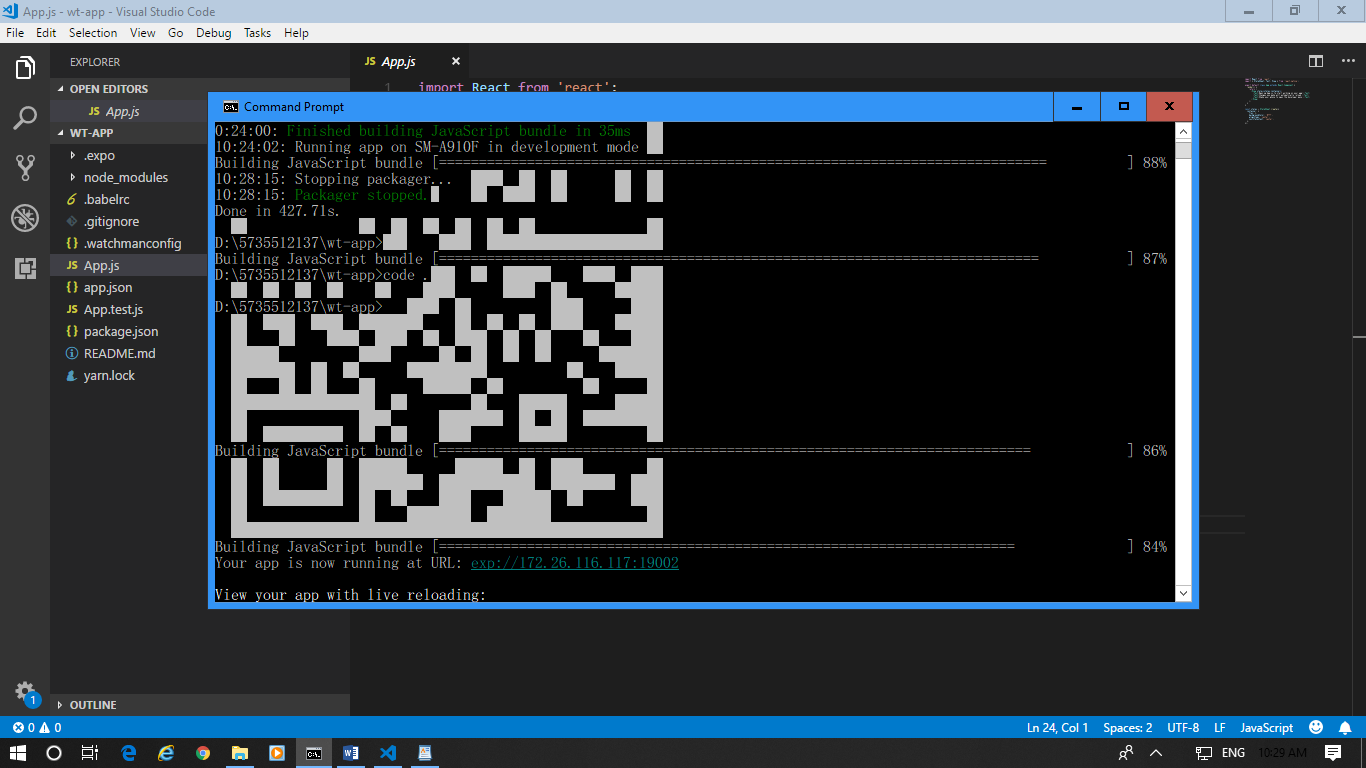 App.js - wt-app - Visual Studio Code
File Edit Selection View Go Debug Tasks Help
EXPLORER
OPEN EDITORS
JS App.js
WT-APP
.expo
node_modules
.babelrc
.gitignore
{} .watchmanconfig
JS App.js
{} app.json
JS App.test.js
{} package.json
README.md
yarn.lock
OUTLINE
JS App.js
1 import React from 'react';
Command Prompt
0:24:00: Finished building JavaScript bundle in 35ms
10:24:02: Running app on SM-A910F in development mode
Building JavaScript bundle [============================================================================ ] 88%
10:28:15: Stopping packager...
10:28:15: Packager stopped.
Done in 427.71s.
D:\5735512137\wt-app>
Building JavaScript bundle [=========================================================================== ] 87%
D:\5735512137\wt-app>code .
D:\5735512137\wt-app>
Building JavaScript bundle [========================================================================== ] 86%
Building JavaScript bundle [======================================================================== ] 84%
Your app is now running at URL: exp://172.26.116.117:19002
View your app with live reloading:
1
0 0 Ln 24, Col 1 Spaces: 2 UTF-8 LF JavaScript
ENG 10:29 AM